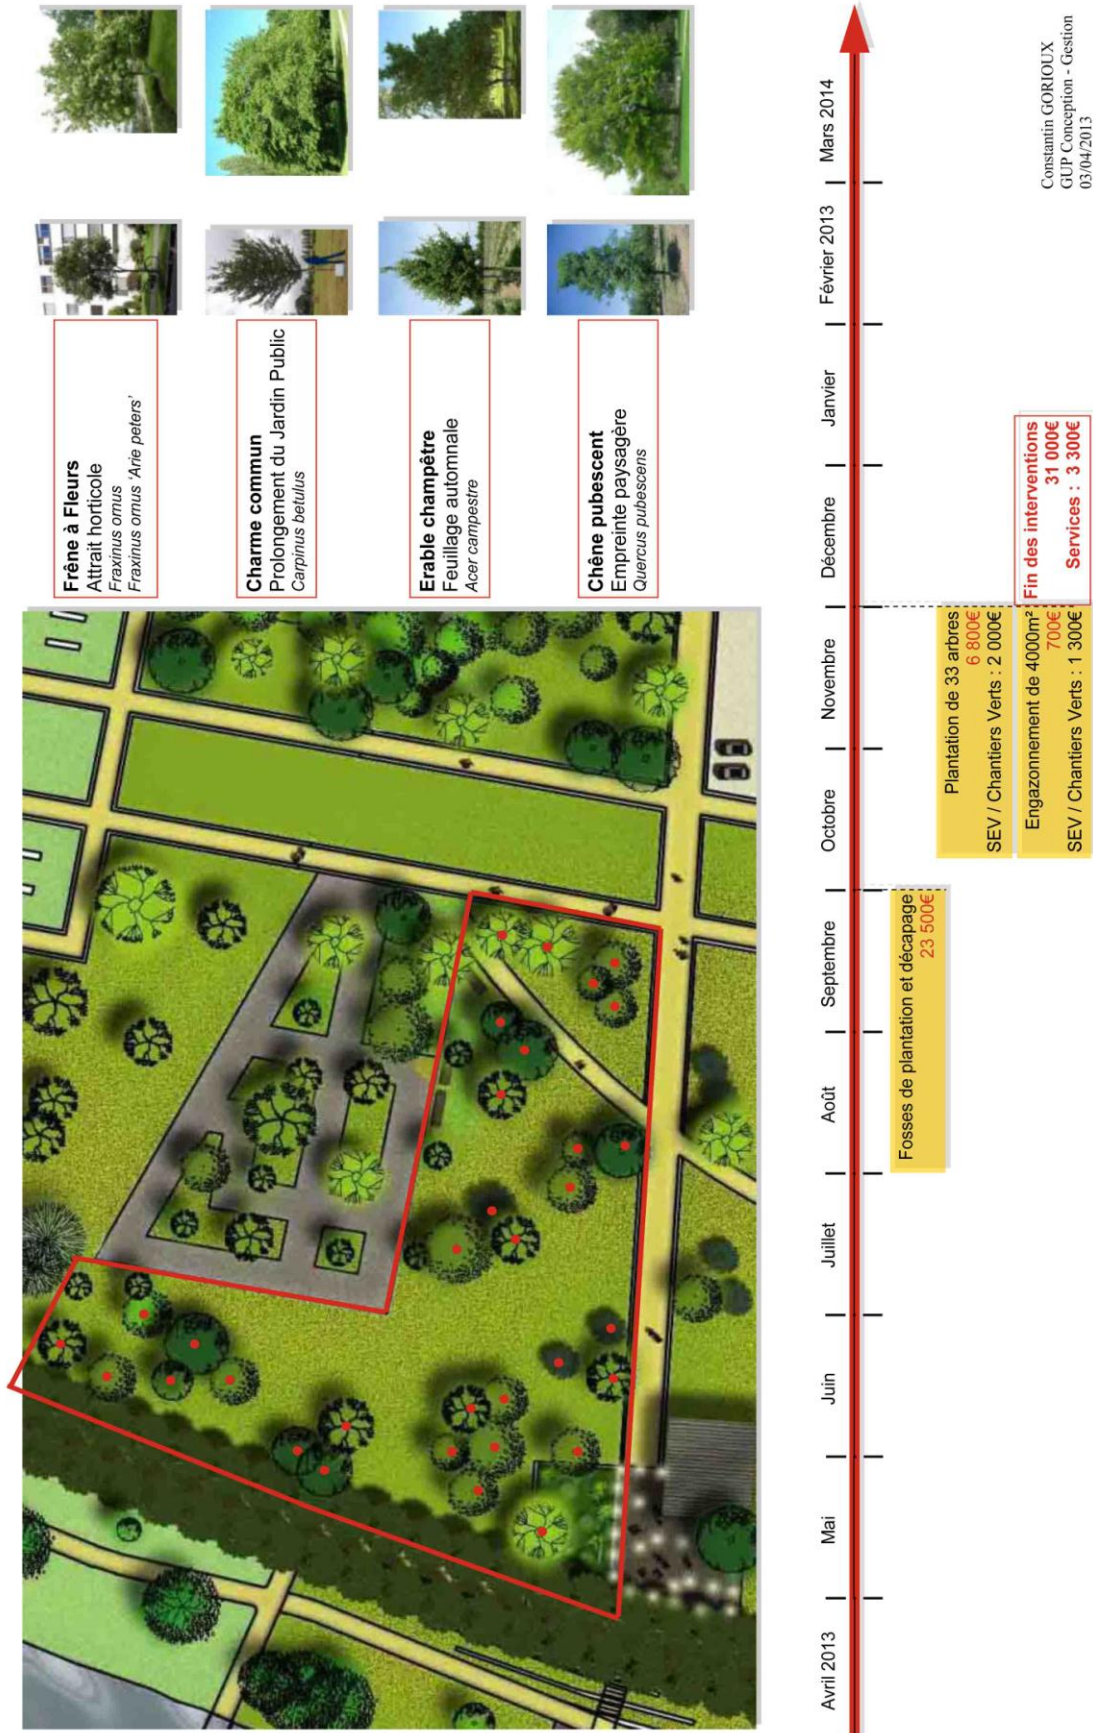 Frêne à Fleurs
Attrait horticole
Fraxinus ornus
Fraxinus ornus 'Arie peters'
Charme commun
Prolongement du Jardin Public
Carpinus betulus
Erable champêtre
Feuillage automnale
Acer campestre
Chêne pubescent
Empreinte paysagère
Quercus pubescens
Avril 2013
Mai
Juin
Juillet
Août
Septembre
Octobre
Novembre
Décembre
Janvier
Février 2013
Mars 2014
Fosses de plantation et décapage
23 500€
Plantation de 33 arbres
6 800€
SEV / Chantiers Verts : 2 000€
Engazonnement de 4000m²
700€
SEV / Chantiers Verts : 1 300€
Fin des interventions
31 000€
Services : 3 300€
Constantin GORIOUX
GUP Conception - Gestion
03/04/2013